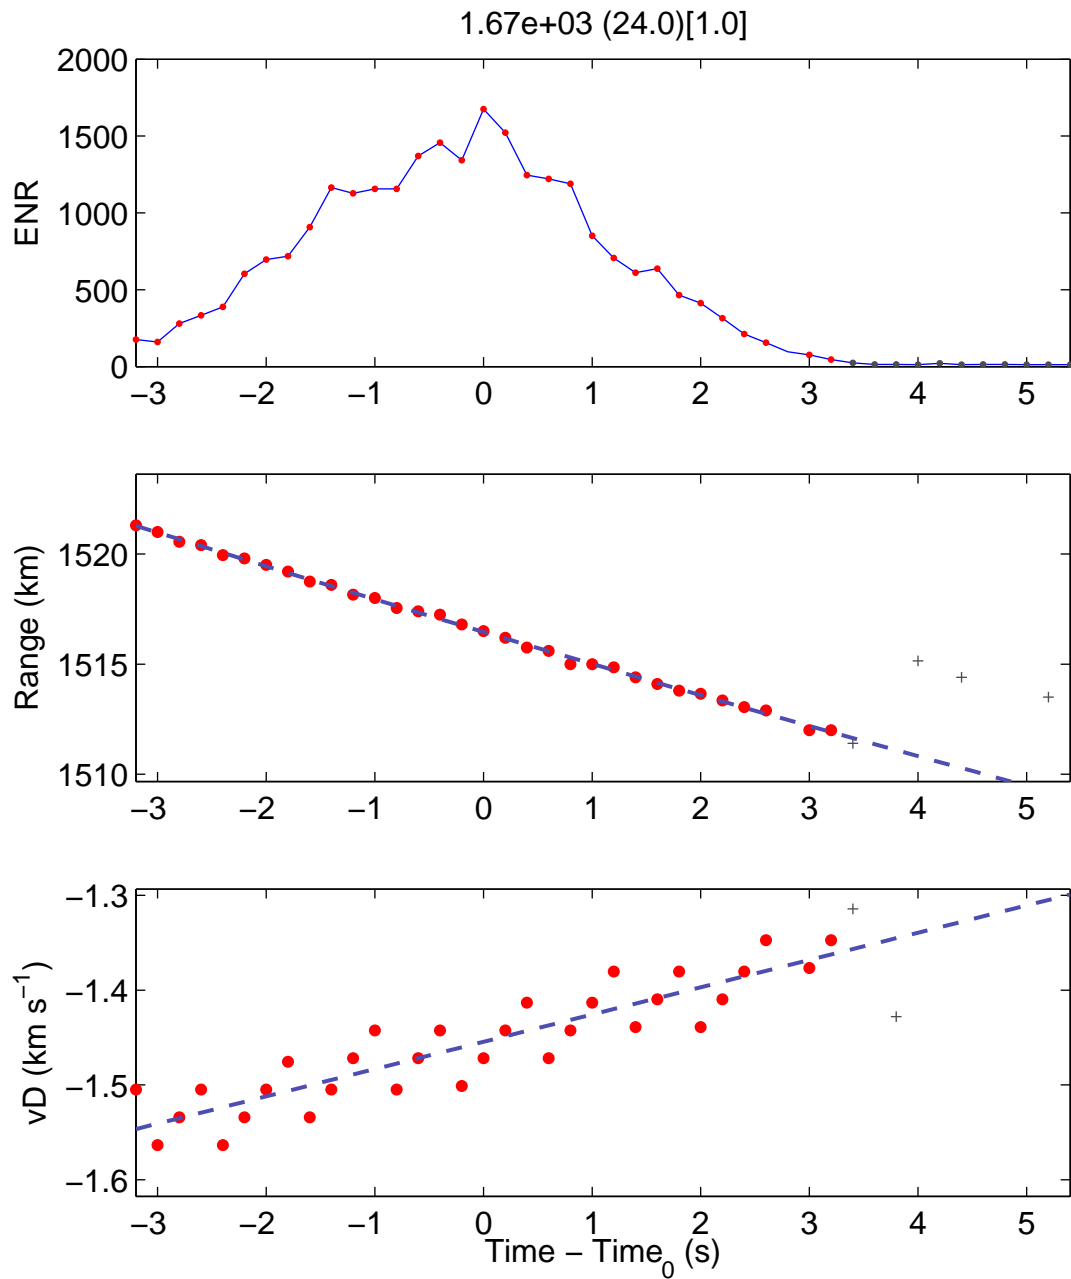 1.67e+03 (24.0)[1.0]
2000
1500
1000
500
0
ENR
−3 −2 −1 0 1 2 3 4 5
1520
1515
1510
Range (km)
−3 −2 −1 0 1 2 3 4 5
−1.3
−1.4
−1.5
−1.6
vD (km s⁻¹)
−3 −2 −1 0 1 2 3 4 5
Time − Time₀ (s)